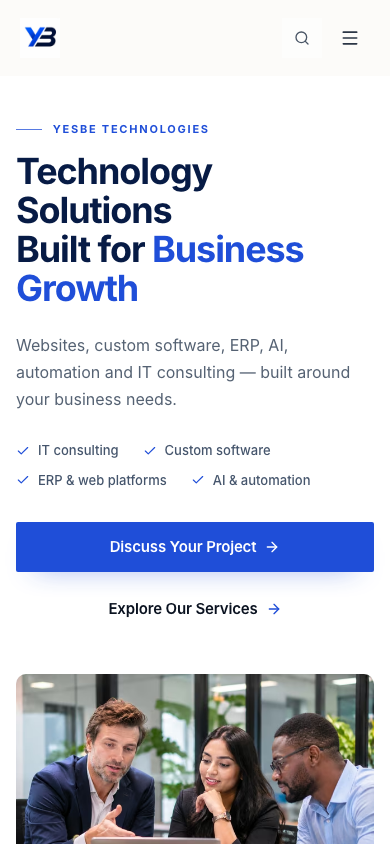 YB
YESBE TECHNOLOGIES
Technology
Solutions
Built for Business
Growth
Websites, custom software, ERP, AI,
automation and IT consulting — built around
your business needs.
IT consulting
Custom software
ERP & web platforms
AI & automation
Discuss Your Project →
Explore Our Services →